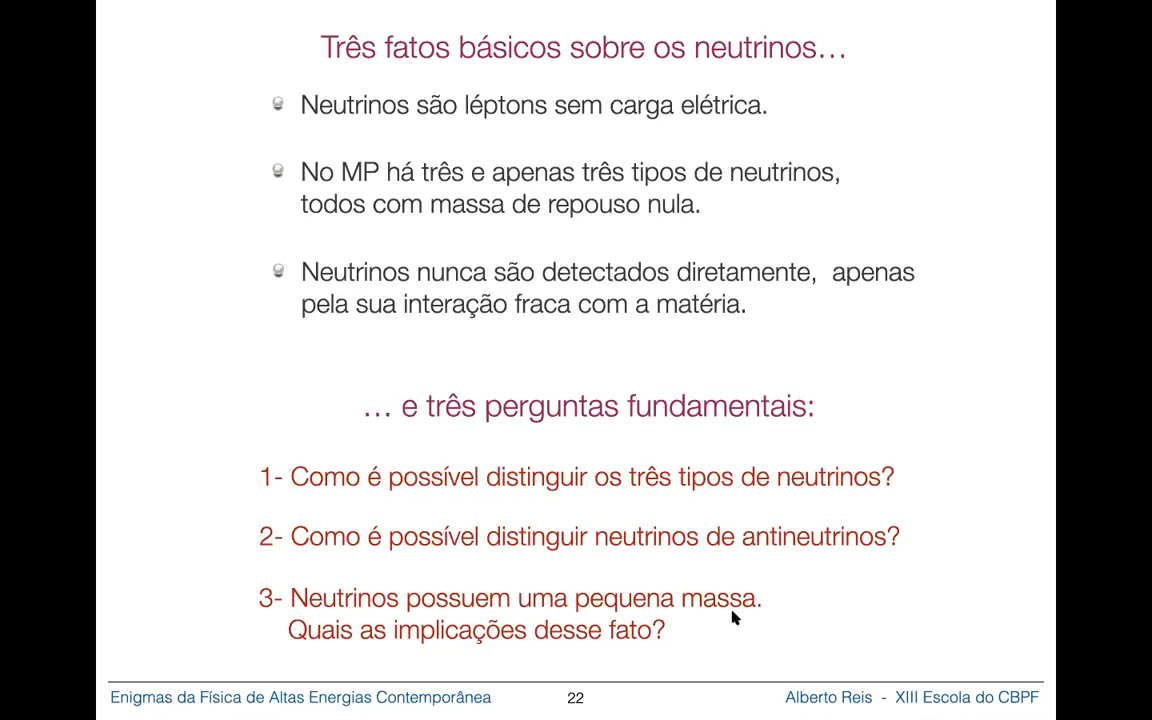 Três fatos básicos sobre os neutrinos…
Neutrinos são léptons sem carga elétrica.
No MP há três e apenas três tipos de neutrinos,
todos com massa de repouso nula.
Neutrinos nunca são detectados diretamente, apenas
pela sua interação fraca com a matéria.
… e três perguntas fundamentais:
1- Como é possível distinguir os três tipos de neutrinos?
2- Como é possível distinguir neutrinos de antineutrinos?
3- Neutrinos possuem uma pequena massa.
Quais as implicações desse fato?
Enigmas da Física de Altas Energias Contemporânea 22 Alberto Reis - XIII Escola do CBPF